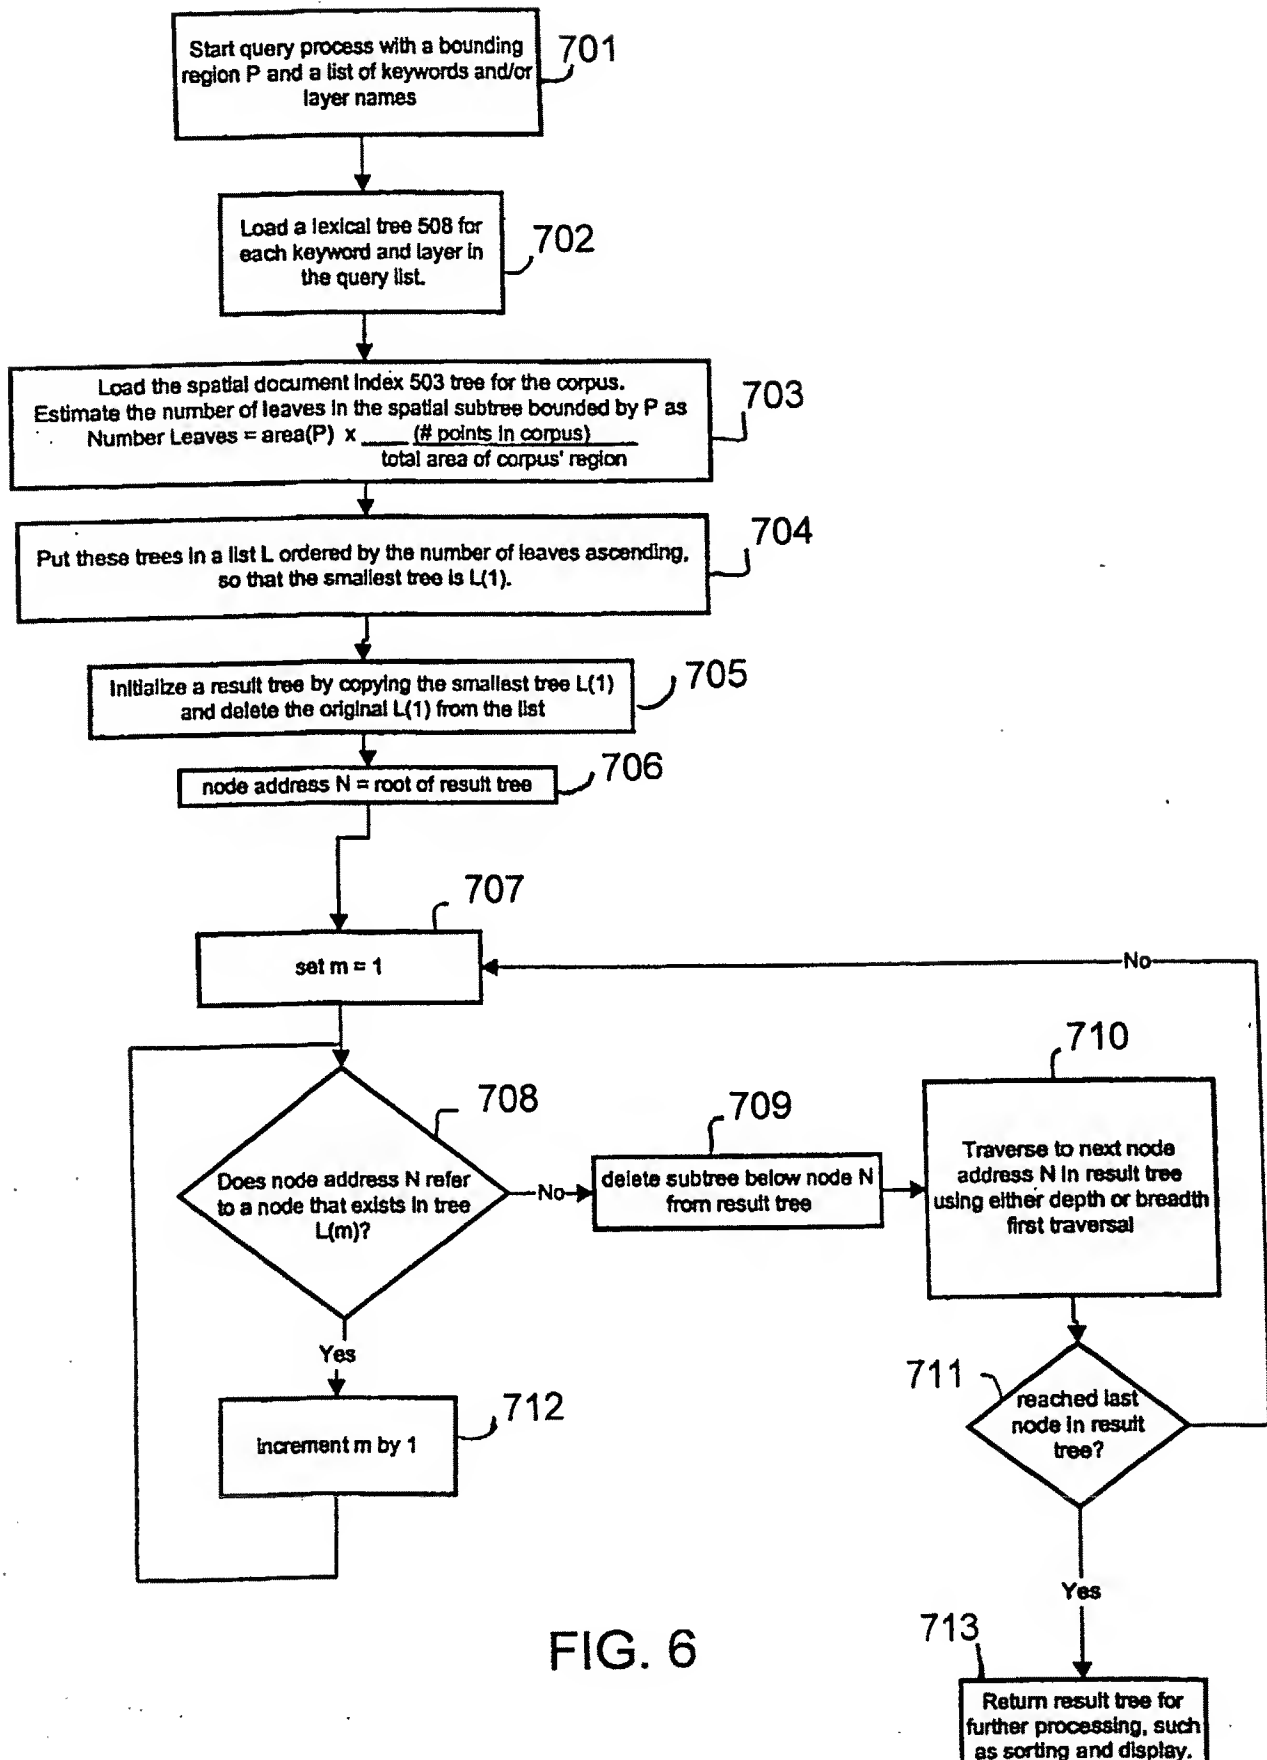 Start query process with a bounding
region P and a list of keywords and/or
layer names
701
Load a lexical tree 508 for
each keyword and layer in
the query list.
702
Load the spatial document index 503 tree for the corpus.
Estimate the number of leaves in the spatial subtree bounded by P as
Number Leaves = area(P) x ____ (# points in corpus)____
total area of corpus' region
703
Put these trees in a list L ordered by the number of leaves ascending,
so that the smallest tree is L(1).
704
Initialize a result tree by copying the smallest tree L(1)
and delete the original L(1) from the list
705
node address N = root of result tree
706
707
set m = 1
No
708
Does node address N refer
to a node that exists in tree
L(m)?
No
709
delete subtree below node N
from result tree
710
Traverse to next node
address N in result tree
using either depth or breadth
first traversal
Yes
711
reached last
node in result
tree?
712
increment m by 1
Yes
FIG. 6
713
Return result tree for
further processing, such
as sorting and display.